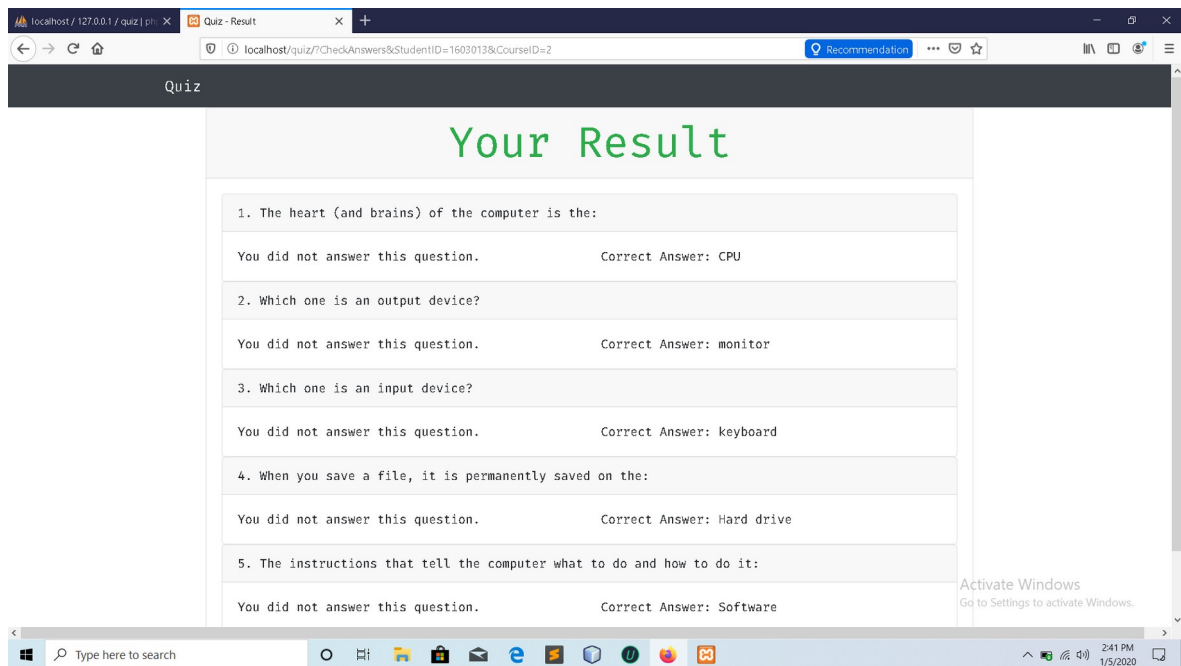 localhost / 127.0.0.1 / quiz | ph
Quiz - Result
localhost/quiz/?CheckAnswers&StudentID=1603013&CourseID=2
Recommendation
Quiz
Your Result
1. The heart (and brains) of the computer is the:
You did not answer this question. Correct Answer: CPU
2. Which one is an output device?
You did not answer this question. Correct Answer: monitor
3. Which one is an input device?
You did not answer this question. Correct Answer: keyboard
4. When you save a file, it is permanently saved on the:
You did not answer this question. Correct Answer: Hard drive
5. The instructions that tell the computer what to do and how to do it:
You did not answer this question. Correct Answer: Software
Activate Windows
Go to Settings to activate Windows.
Type here to search
2:41 PM
1/5/2020